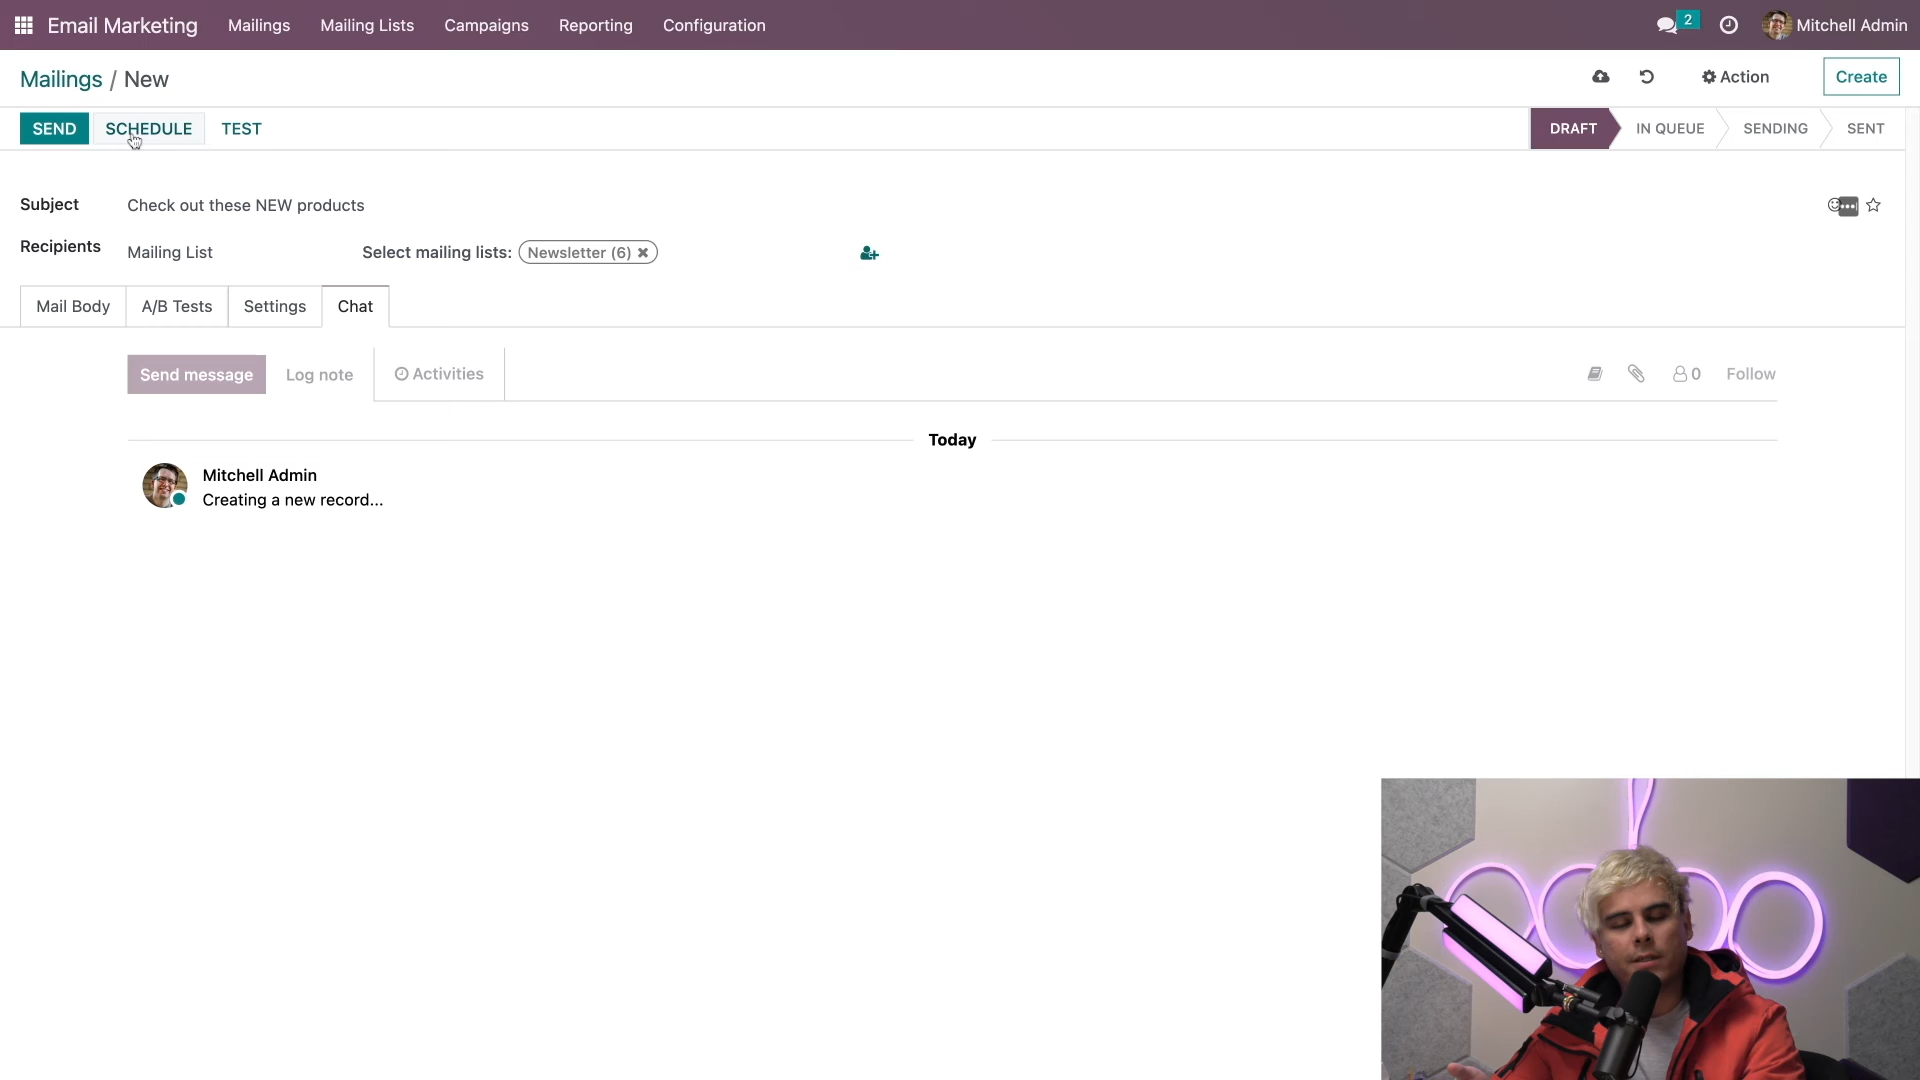 Email Marketing Mailings Mailing Lists Campaigns Reporting Configuration 2 Mitchell Admin
Mailings / New Action Create
SEND SCHEDULE TEST DRAFT IN QUEUE SENDING SENT
Subject Check out these NEW products
Recipients Mailing List Select mailing lists: Newsletter (6)
Mail Body A/B Tests Settings Chat
Send message Log note Activities 0 Follow
Today
Mitchell Admin
Creating a new record...
odoo